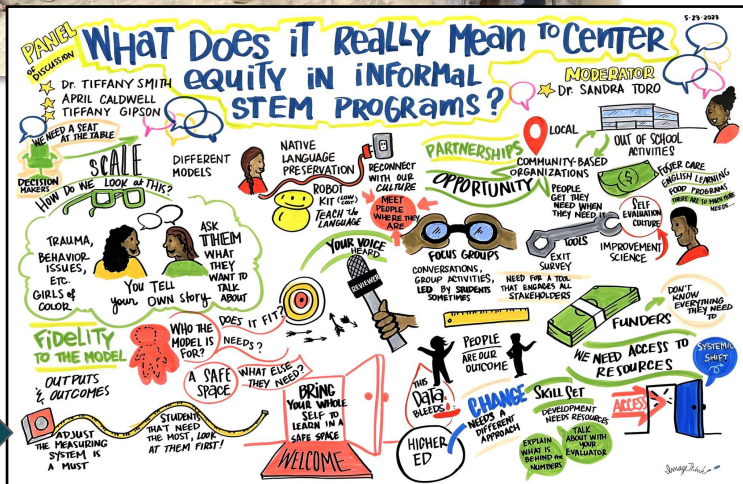 5-23-2023
PANEL
OF DISCUSSION
WHAT DOES iT REALLY MEAN TO CENTER
EQUITY IN INFORMAL
STEM PROGRAMS?
Dr. TIFFANY SMITH
APRIL CALDWELL
TIFFANY GIPSON
MODERATOR
Dr. SANDRA TORO
WE NEED A SEAT
AT THE TABLE
DECISION
MAKERS
SCALE
HOW DO WE LOOK AT THIS?
DIFFERENT
MODELS
NATIVE
LANGUAGE
PRESERVATION
RECONNECT
WITH OUR
CULTURE
ROBOT
KIT (LOW COST)
TEACH the
LANGUAGE
MEET
PEOPLE
WHERE THEY
ARE
PARTNERSHIPS
OPPORTUNITY
LOCAL
COMMUNITY-BASED
ORGANIZATIONS
OUT OF SCHOOL
ACTIVITIES
PEOPLE
GET THEY
NEED WHEN
THEY NEED IT
FOSTER CARE
ENGLISH LEARNING
FOOD PROGRAMS
THERE ARE SO MUCH MORE
NEEDS...
SELF
EVALUATION
CULTURE
TOOLS
EXIT
SURVEY
IMPROVEMENT
SCIENCE
TRAUMA,
BEHAVIOR
ISSUES,
ETC.
GIRLS of
COLOR
YOU TELL
your OWN story
ASK
THEM
WHAT
THEY
WANT TO
TALK
ABOUT
YOUR VOICE
HEARD
REVIEWER
FOCUS GROUPS
CONVERSATIONS,
GROUP ACTIVITIES,
LED BY STUDENTS
SOMETIMES
NEED FOR A TOOL
THAT ENGAGES ALL
STAKEHOLDERS
FUNDERS
DON'T
KNOW
EVERYTHING
THEY NEED
TO
WE NEED ACCESS TO
RESOURCES
SYSTEMIC
SHIFT
ACCESS
FiDELITY
TO THE MODEL
OUTPUTS
& OUTCOMES
WHO THE
MODEL IS
FOR?
DOES IT FIT?
NEEDS?
A SAFE
SPACE
WHAT ELSE
THEY NEED?
ADJUST
THE MEASURING
SYSTEM IS
A MUST
STUDENTS
THAT NEED
THE MOST, LOOK
AT THEM FIRST!
BRING
YOUR WHOLE
SELF TO
LEARN IN A
SAFE SPACE
WELCOME
PEOPLE
ARE OUR
OUTCOME
THIS
DATA
BLEEDS
HIGHER
ED
CHANGE
NEEDS A
DIFFERENT
APPROACH
SKILL SET
DEVELOPMENT
NEEDS RESOURCES
EXPLAIN
WHAT IS
BEHIND the
NUMBERS
TALK
ABOUT WITH
YOUR
EVALUATOR
ImageThink